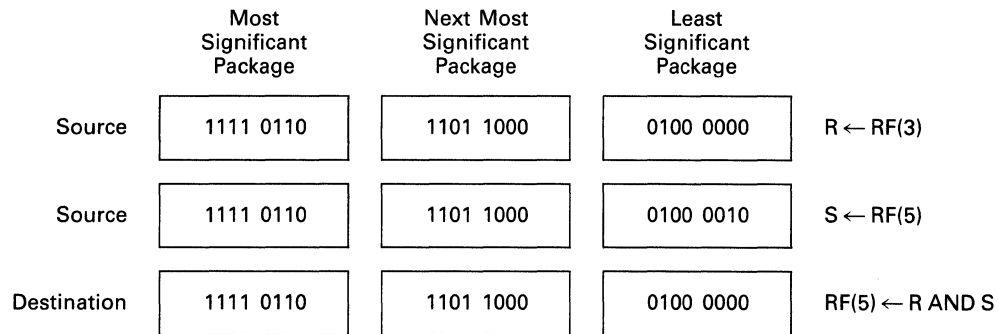 Most Significant Package
Next Most Significant Package
Least Significant Package
Source 1111 0110 1101 1000 0100 0000 R ← RF(3)
Source 1111 0110 1101 1000 0100 0010 S ← RF(5)
Destination 1111 0110 1101 1000 0100 0000 RF(5) ← R AND S